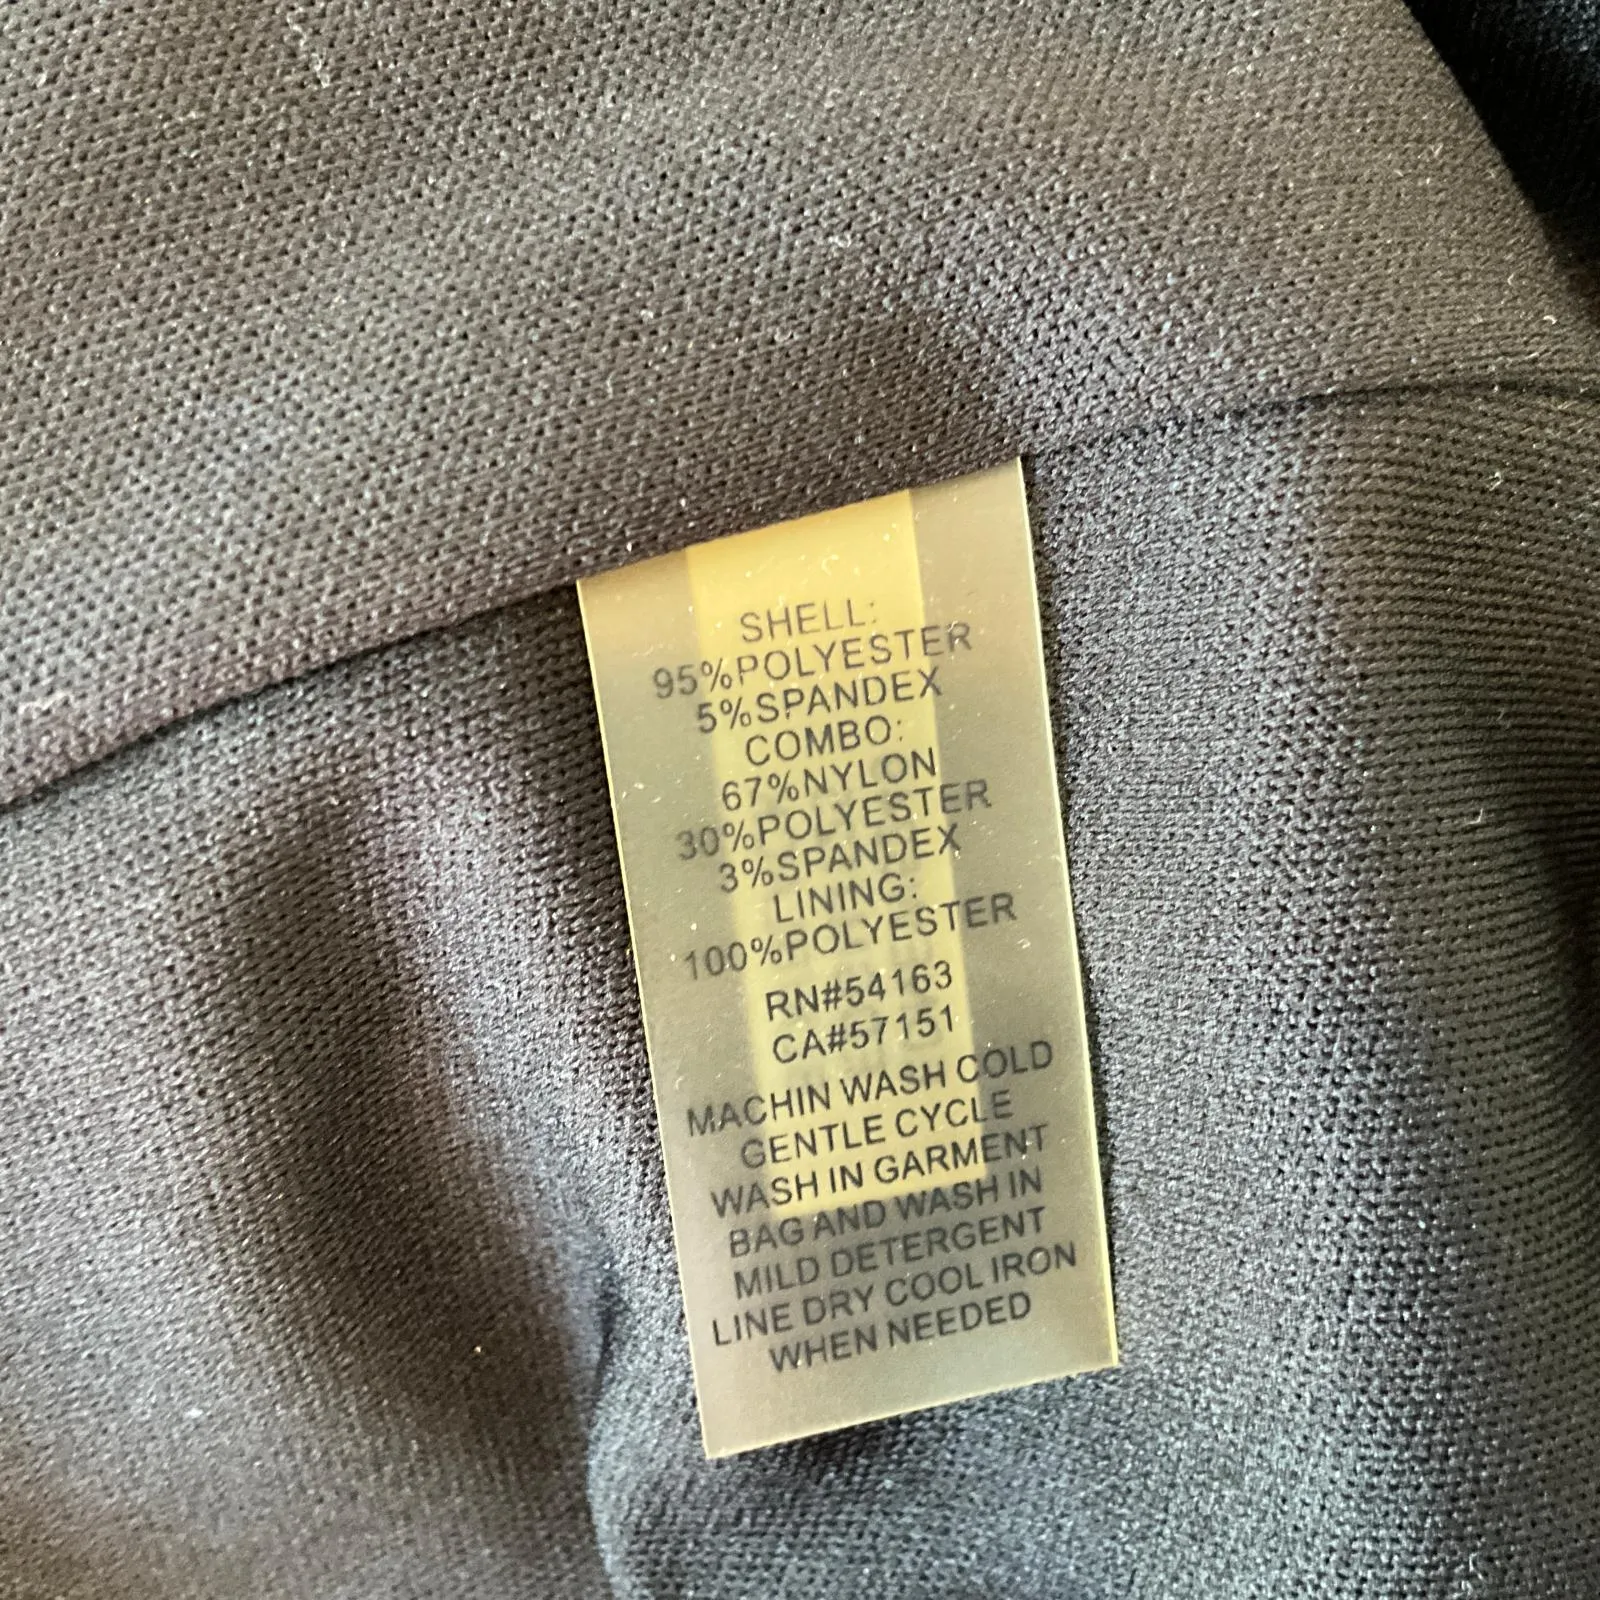 SHELL:
95%POLYESTER
5%SPANDEX
COMBO:
67%NYLON
30%POLYESTER
3%SPANDEX
LINING:
100%POLYESTER
RN#54163
CA#57151
MACHIN WASH COLD
GENTLE CYCLE
WASH IN GARMENT
BAG AND WASH IN
MILD DETERGENT
LINE DRY COOL IRON
WHEN NEEDED